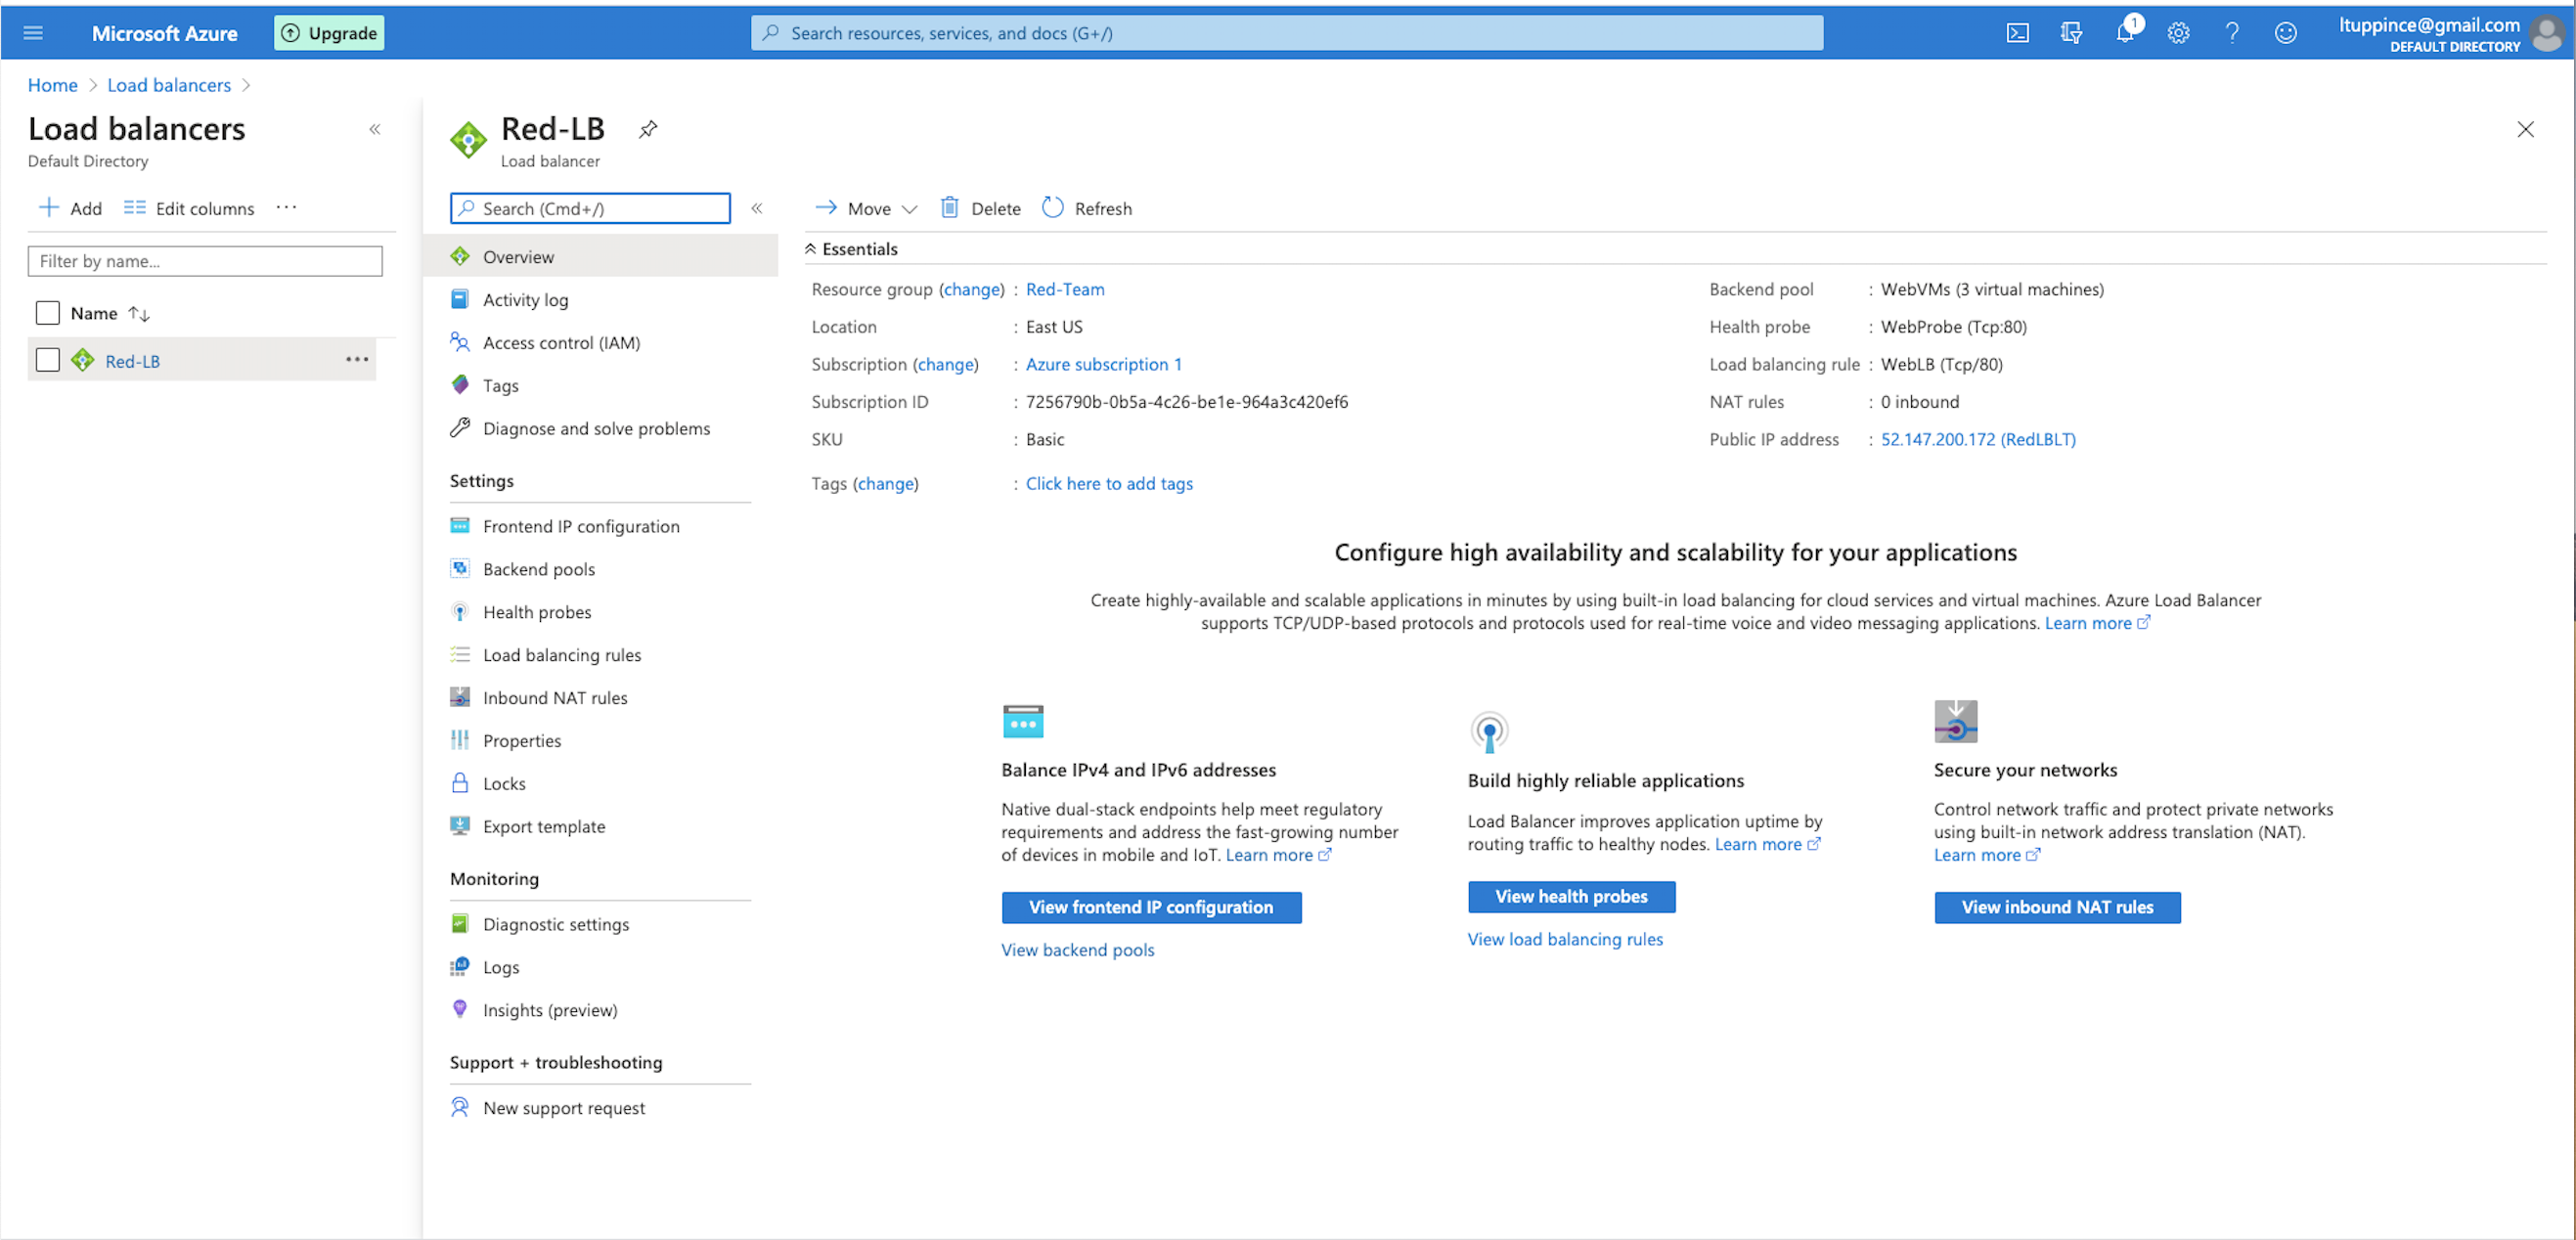 Microsoft Azure
Upgrade
Search resources, services, and docs (G+/)
1
ltuppince@gmail.com
DEFAULT DIRECTORY
Home > Load balancers >
Load balancers
Default Directory
Add
Edit columns
Filter by name...
Name
Red-LB
Red-LB
Load balancer
Search (Cmd+/)
Overview
Activity log
Access control (IAM)
Tags
Diagnose and solve problems
Settings
Frontend IP configuration
Backend pools
Health probes
Load balancing rules
Inbound NAT rules
Properties
Locks
Export template
Monitoring
Diagnostic settings
Logs
Insights (preview)
Support + troubleshooting
New support request
Move
Delete
Refresh
Essentials
Resource group (change) : Red-Team
Location : East US
Subscription (change) : Azure subscription 1
Subscription ID : 7256790b-0b5a-4c26-be1e-964a3c420ef6
SKU : Basic
Tags (change) : Click here to add tags
Backend pool : WebVMs (3 virtual machines)
Health probe : WebProbe (Tcp:80)
Load balancing rule : WebLB (Tcp/80)
NAT rules : 0 inbound
Public IP address : 52.147.200.172 (RedLBLT)
Configure high availability and scalability for your applications
Create highly-available and scalable applications in minutes by using built-in load balancing for cloud services and virtual machines. Azure Load Balancer
supports TCP/UDP-based protocols and protocols used for real-time voice and video messaging applications. Learn more
Balance IPv4 and IPv6 addresses
Native dual-stack endpoints help meet regulatory
requirements and address the fast-growing number
of devices in mobile and IoT. Learn more
View frontend IP configuration
View backend pools
Build highly reliable applications
Load Balancer improves application uptime by
routing traffic to healthy nodes. Learn more
View health probes
View load balancing rules
Secure your networks
Control network traffic and protect private networks
using built-in network address translation (NAT).
Learn more
View inbound NAT rules